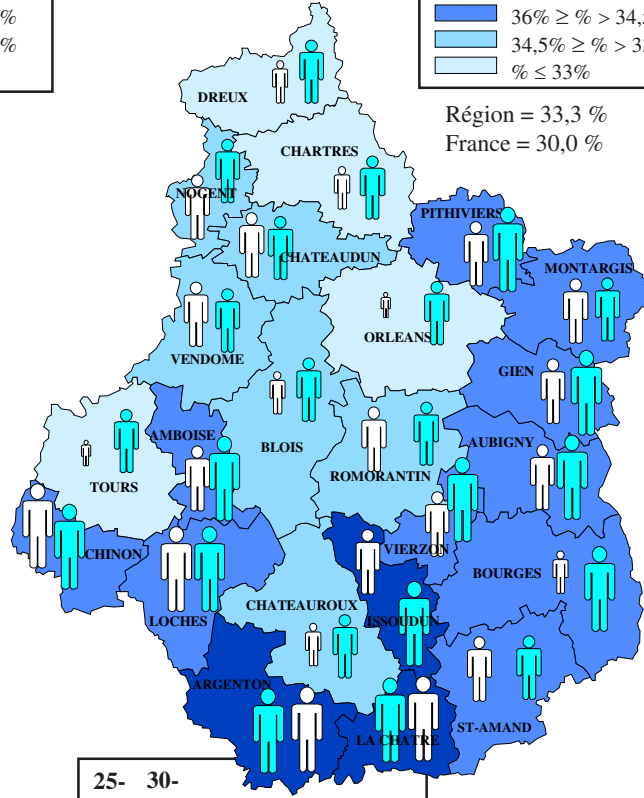 %
%
36% ≥ % > 34,5
34,5% ≥ % > 33
% ≤ 33%
Région = 33,3 %
France = 30,0 %
DREUX
CHARTRES
NOGENT
PITHIVIERS
CHATEAUDUN
MONTARGIS
ORLEANS
VENDOME
GIEN
AMBOISE
BLOIS
AUBIGNY
ROMORANTIN
TOURS
VIERZON
CHINON
BOURGES
CHATEAUROUX
LOCHES
ISSOUDUN
ARGENTON
ST-AMAND
LA CHATRE
25- 30-